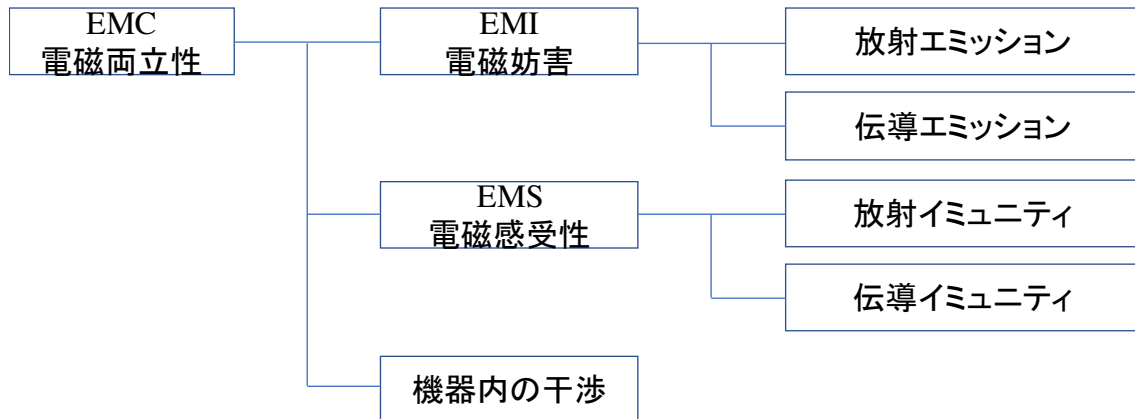 EMC
電磁両立性
EMI
電磁妨害
放射エミッション
伝導エミッション
EMS
電磁感受性
放射イミュニティ
伝導イミュニティ
機器内の干渉